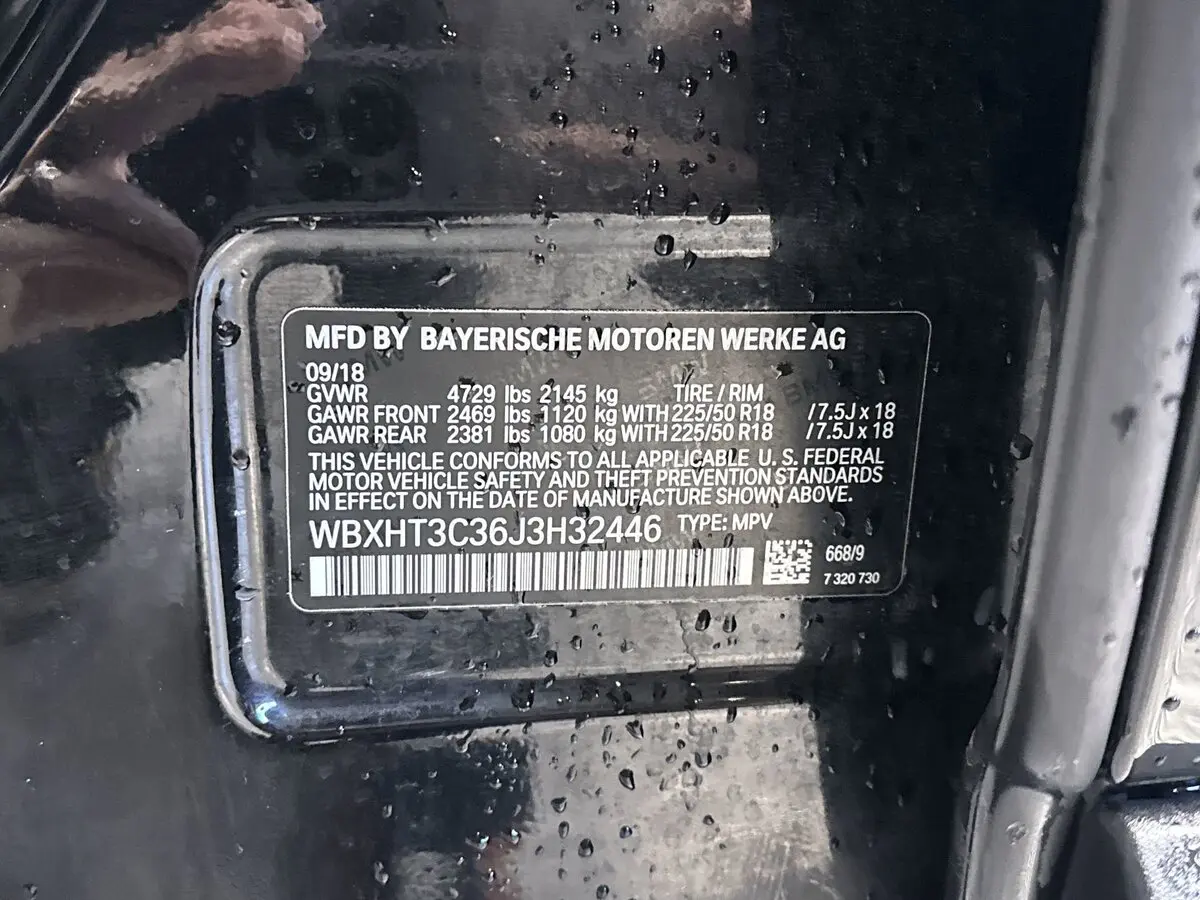 MFD BY BAYERISCHE MOTOREN WERKE AG
09/18
GVWR 4729 lbs 2145 kg TIRE / RIM
GAWR FRONT 2469 lbs 1120 kg WITH 225/50 R18 / 7.5J x 18
GAWR REAR 2381 lbs 1080 kg WITH 225/50 R18 / 7.5J x 18
THIS VEHICLE CONFORMS TO ALL APPLICABLE U. S. FEDERAL
MOTOR VEHICLE SAFETY AND THEFT PREVENTION STANDARDS
IN EFFECT ON THE DATE OF MANUFACTURE SHOWN ABOVE.
WBXHT3C36J3H32446 TYPE: MPV
668/9
7 320 730